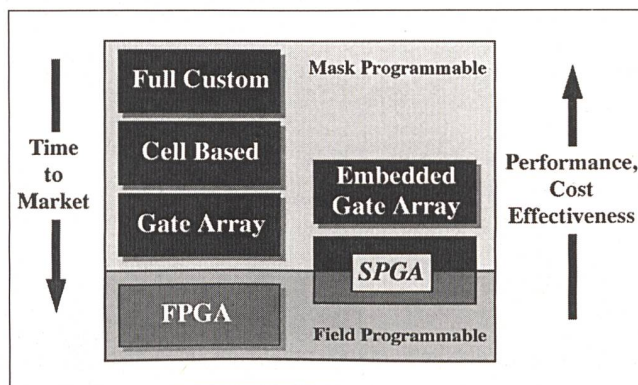 Full Custom
Mask Programmable
Time
to
Market
Cell Based
Embedded
Gate Array
Performance,
Cost
Effectiveness
Gate Array
SPGA
FPGA
Field Programmable